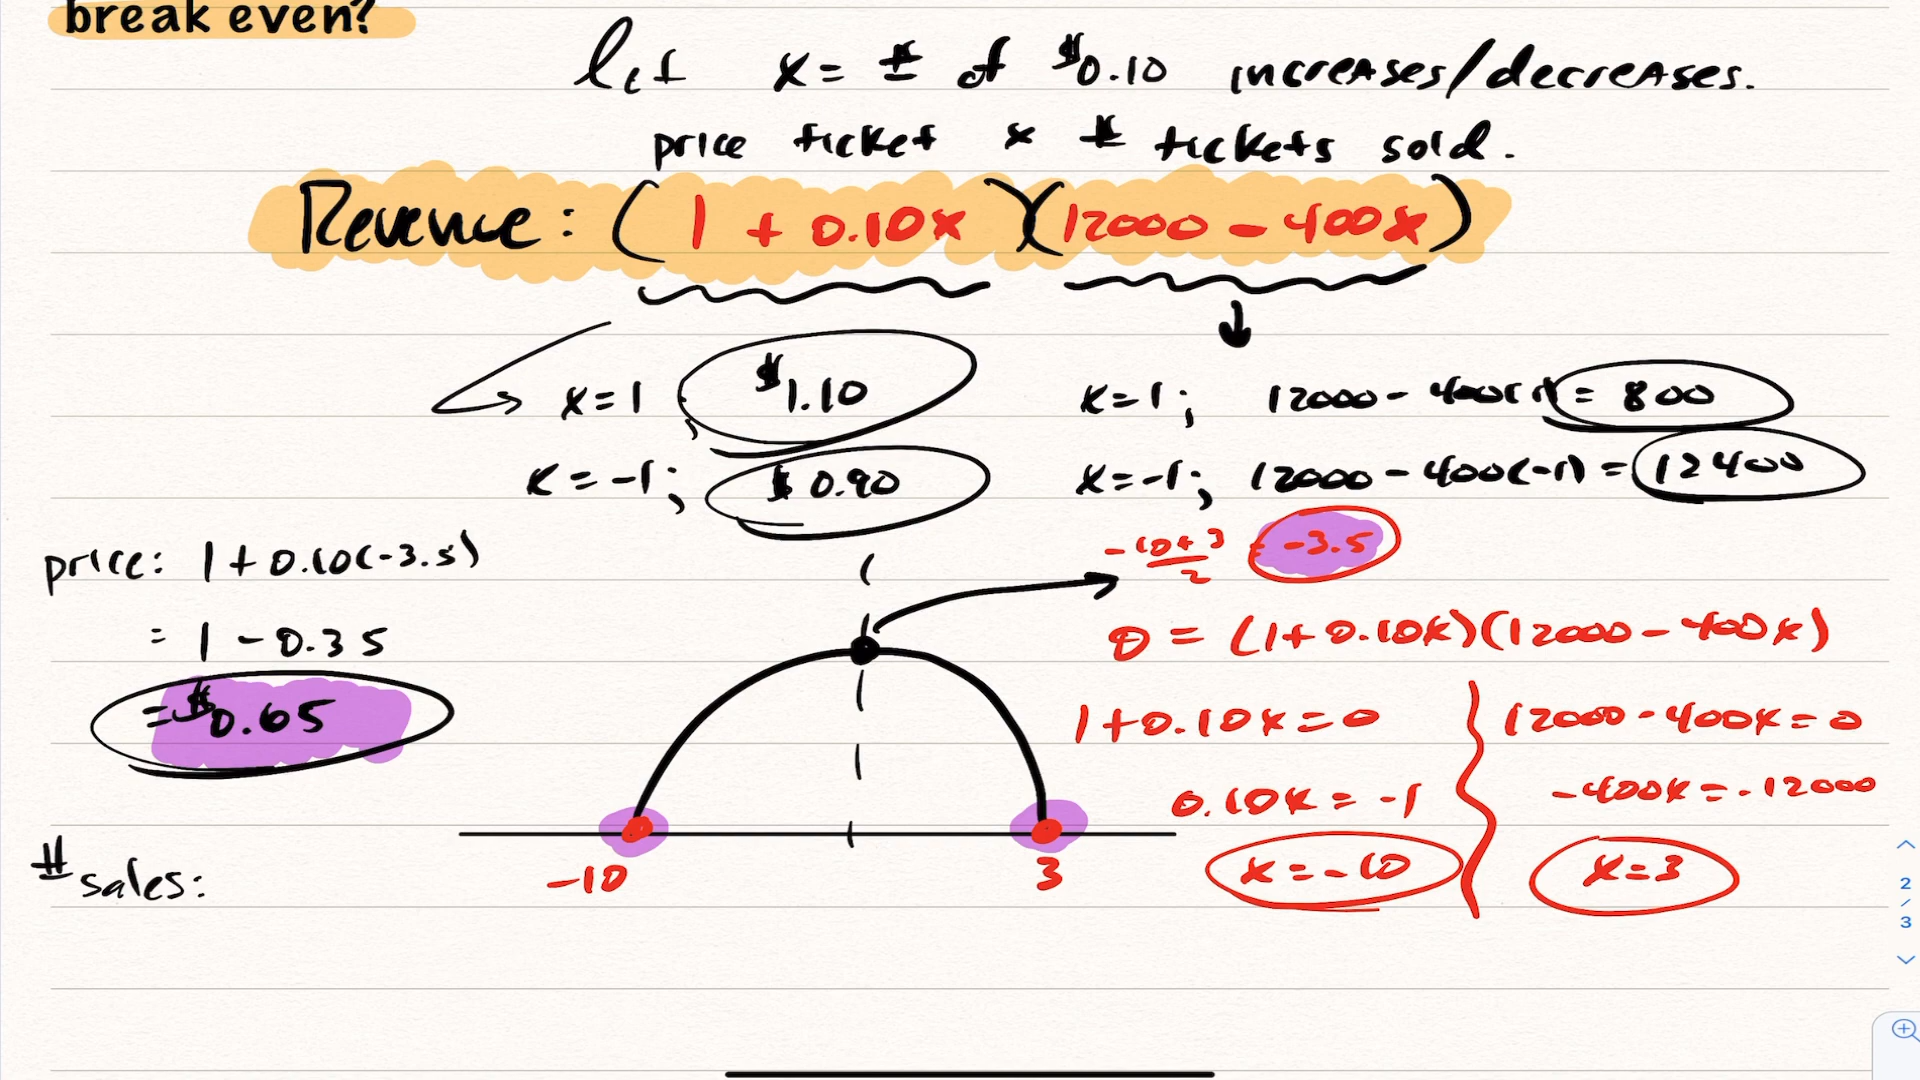 break even?
let x = # of $0.10 increases/decreases.
price ticket × # tickets sold.
Revenue: (1 + 0.10x)(12000 - 400x)
x=1; $1.10
x=1; 12000 - 400(1) = 800
x=-1; $0.90
x=-1; 12000 - 400(-1) = 12400
-10+3/2 = -3.5
price: 1+0.10(-3.5)
= 1 - 0.35
= $0.65
0 = (1+0.10x)(12000-400x)
1+0.10x=0
12000-400x=0
0.10x = -1
-400x=-12000
x=-10
x=3
-10
3
# sales:
2
/
3